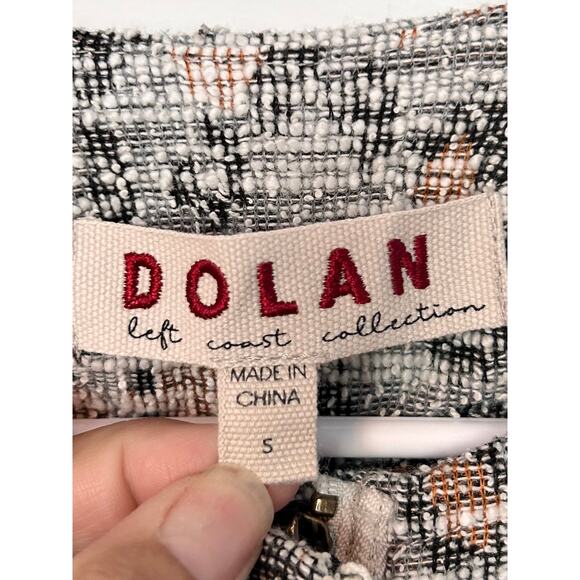 DOLAN
left coast collection
MADE IN
CHINA
S